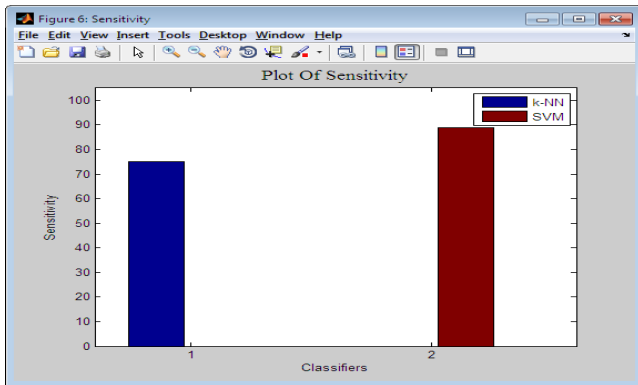 Figure 6: Sensitivity
File Edit View Insert Tools Desktop Window Help
Plot Of Sensitivity
k-NN
SVM
100
90
80
70
60
50
40
30
20
10
0
Sensitivity
1 2
Classifiers